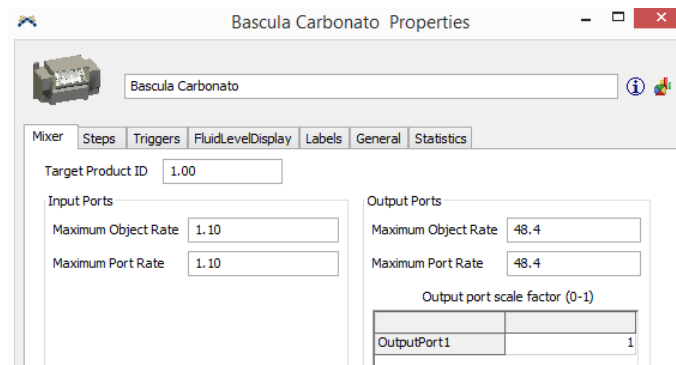 Bascula Carbonato Properties
Bascula Carbonato
Mixer Steps Triggers FluidLevelDisplay Labels General Statistics
Target Product ID 1.00
Input Ports
Maximum Object Rate 1.10
Maximum Port Rate 1.10
Output Ports
Maximum Object Rate 48.4
Maximum Port Rate 48.4
Output port scale factor (0-1)
OutputPort1 1